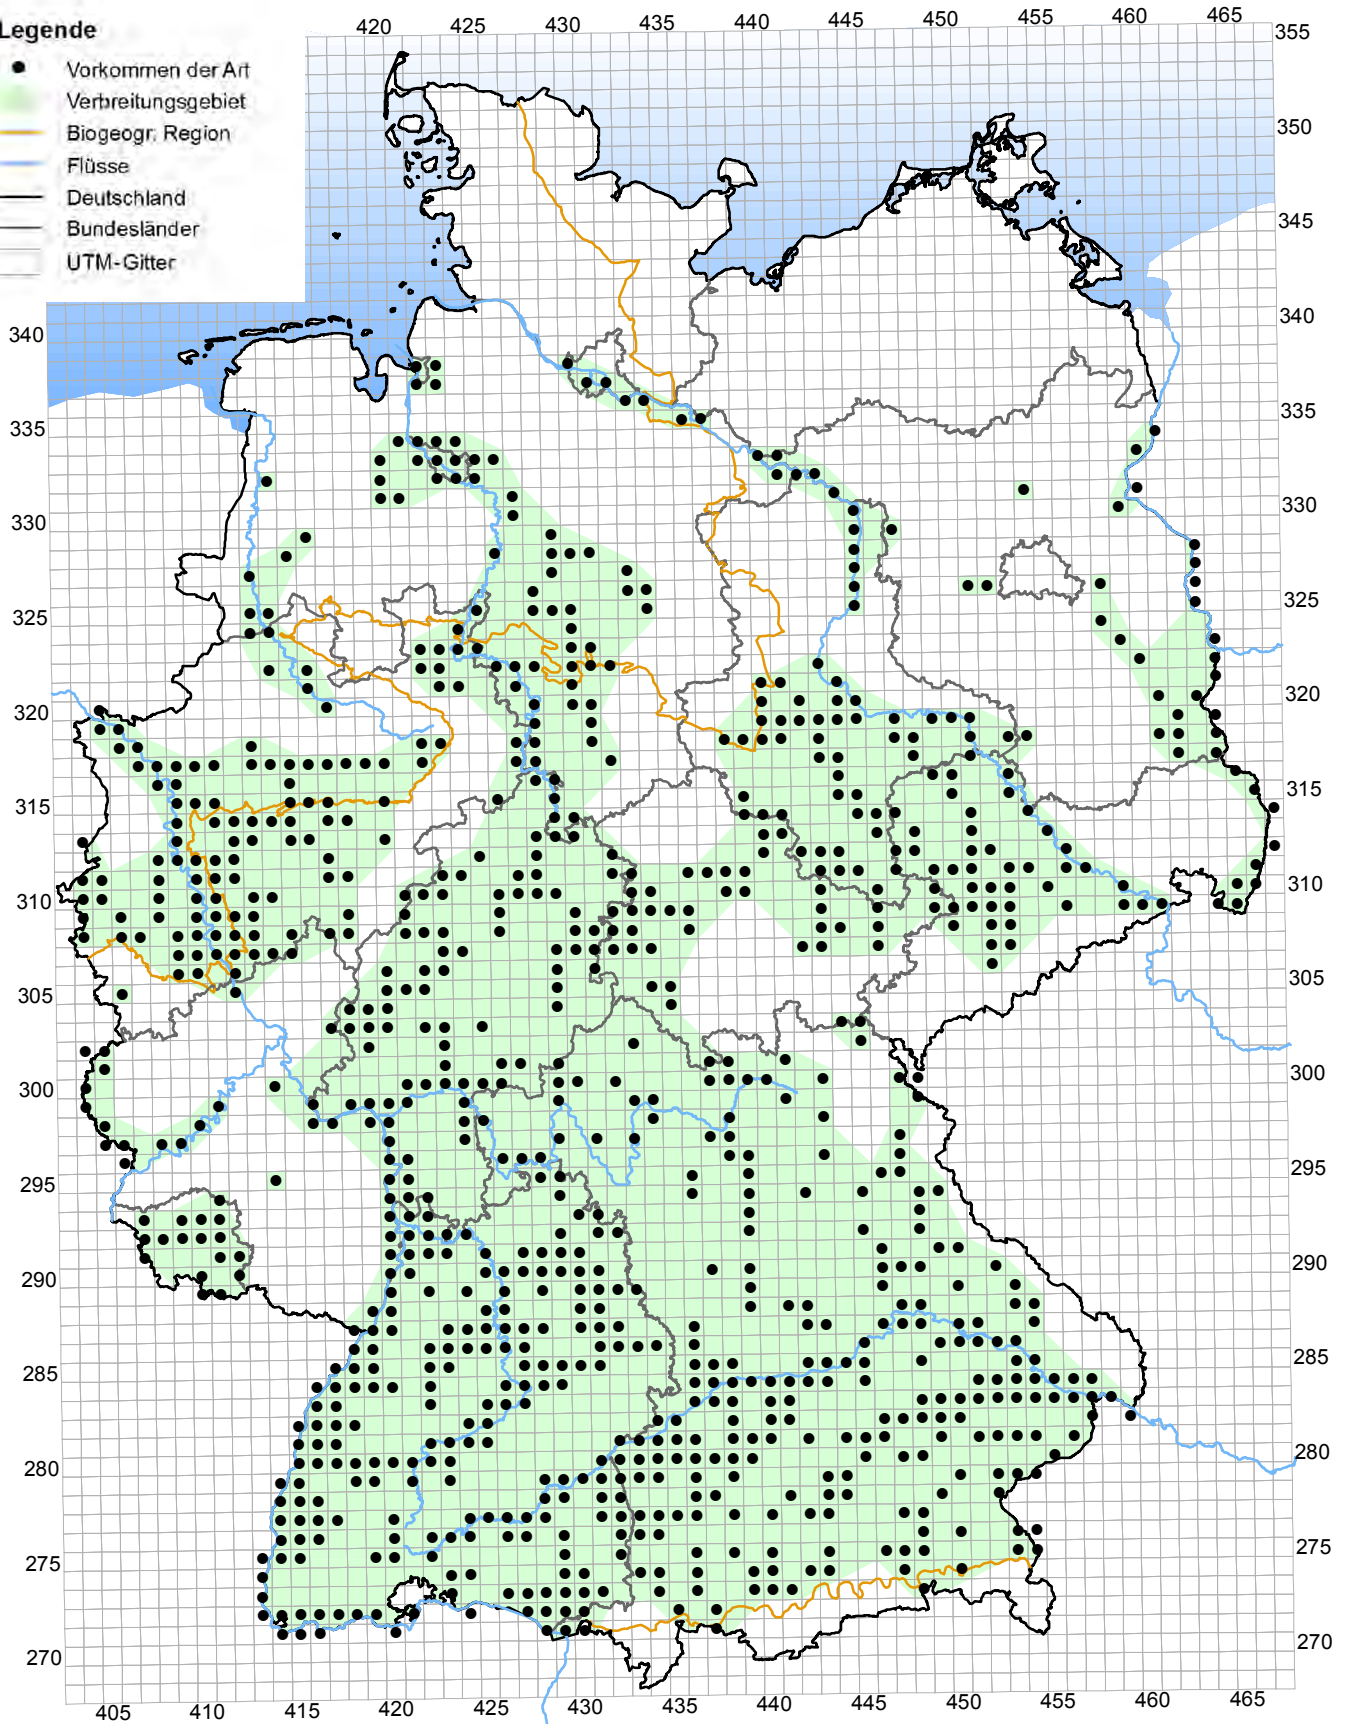 Legende
Vorkommen der Art
Verbreitungsgebiet
Biogeogr. Region
Flüsse
Deutschland
Bundesländer
UTM-Gitter
420 425 430 435 440 445 450 455 460 465
355
350
345
340 340
335 335
330 330
325 325
320 320
315 315
310 310
305 305
300 300
295 295
290 290
285 285
280 280
275 275
270 270
405 410 415 420 425 430 435 440 445 450 455 460 465